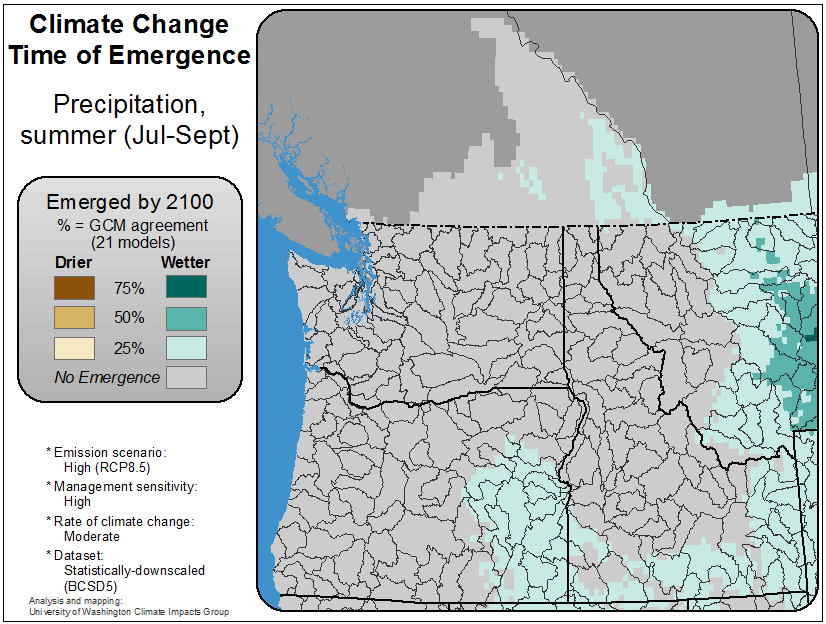 Climate Change
Time of Emergence
Precipitation,
summer (Jul-Sept)
Emerged by 2100
% = GCM agreement
(21 models)
Drier Wetter
75%
50%
25%
No Emergence
* Emission scenario:
High (RCP8.5)
* Management sensitivity:
High
* Rate of climate change:
Moderate
* Dataset:
Statistically-downscaled
(BCSD5)
Analysis and mapping:
University of Washington Climate Impacts Group